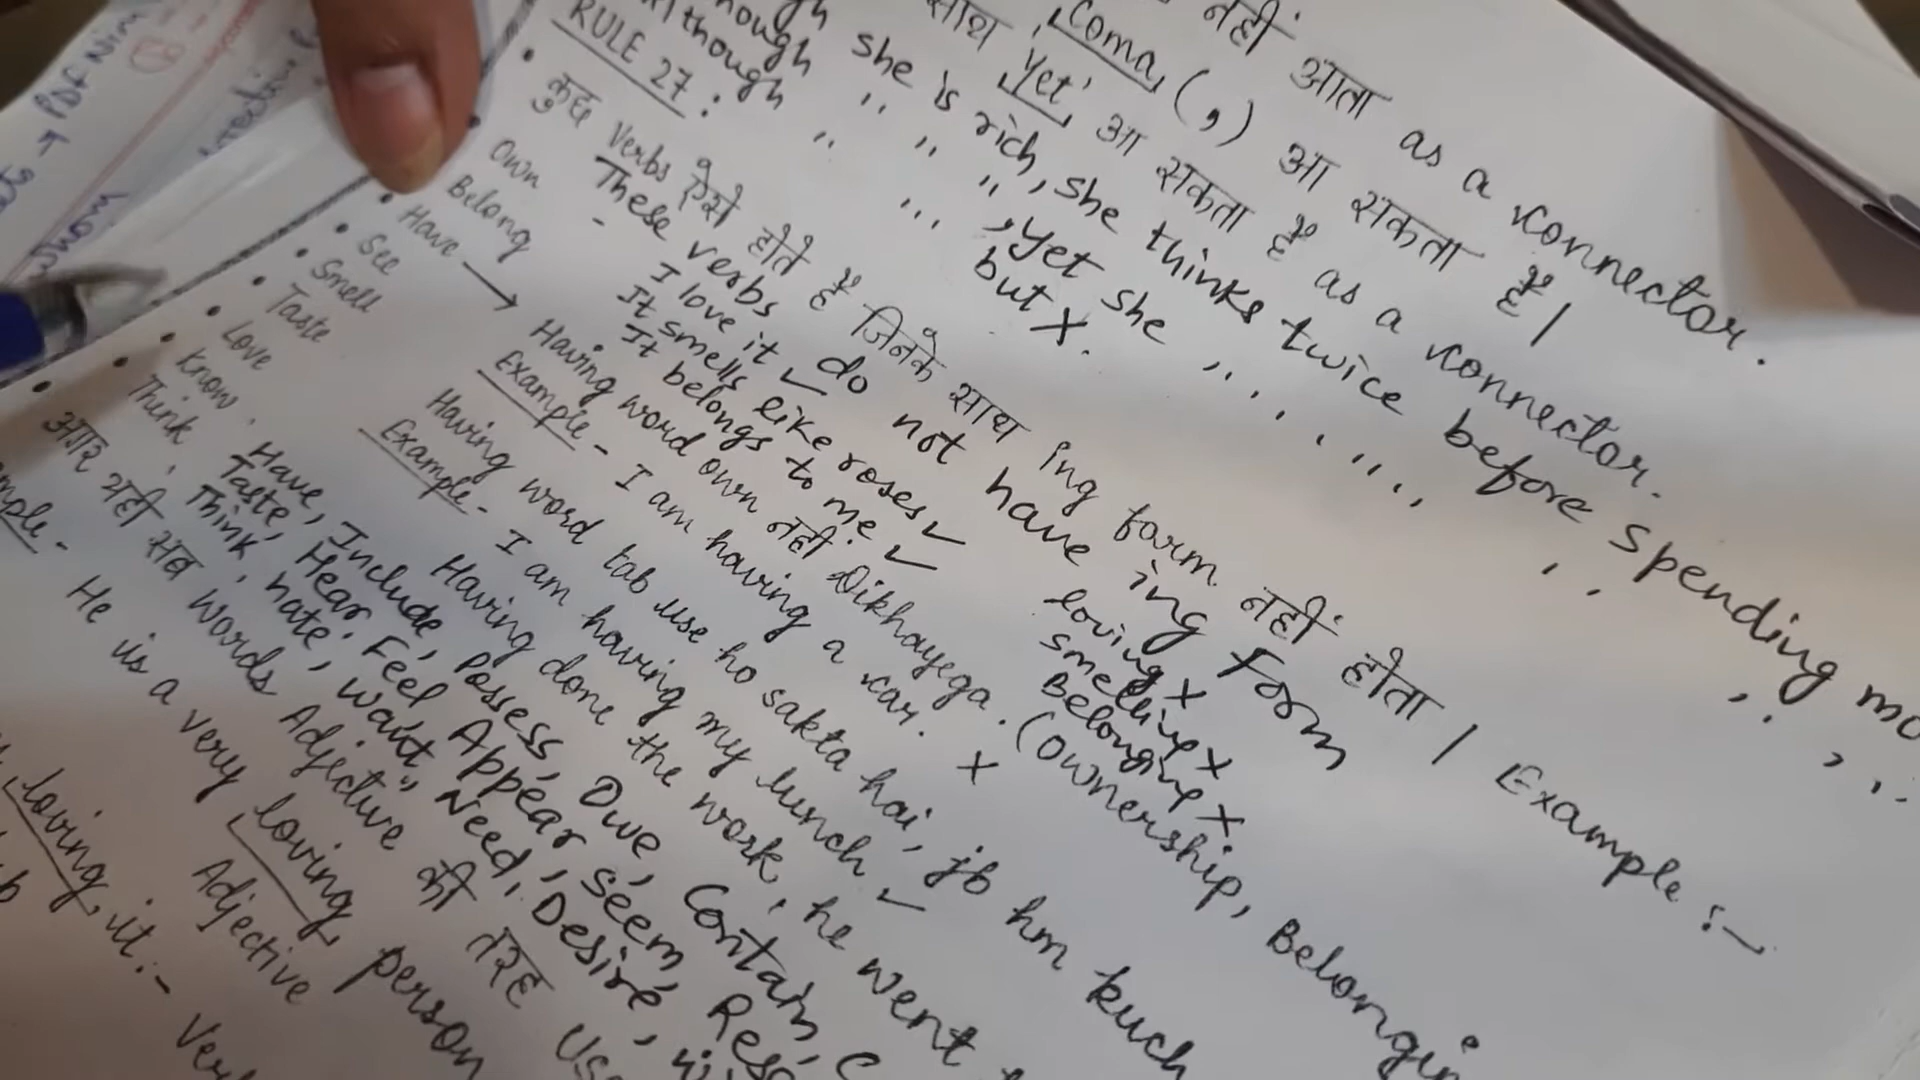 नहीं आता as a connector.
, Coma, (,) आ सकता है।
साथ 'Yet' आ सकता है as a connector.
though she is rich, she thinks twice before spending mo
Although " " " , yet she " " " "
but X.
RULE 27 :
कुछ Verbs ऐसे होते है जिनके साथ ing form नहीं होता। Example :-
These verbs do not have ing Form
• Own
• Belong
• Have →
• See
• Smell
• Taste
• Love
• Know
• Think
I love it ✓ loving X
It smells like roses ✓ smelling X
It belongs to me. ✓ Belonging X
Having word own नहीं Dikhayega. (Ownership, Belongin
Example - I am having a car. X
Having word tab use ho sakta hai, jb hm kuch
Example - I am having my lunch ✓
Having done the work, he went
Have, Include, Possess, Owe, Contain,
Taste, Hear, Feel, Appear, Seem,
Think, hate, want, Need, Desire,
अगर यही सब words Adjective की तरह
mple - He is a very loving person
Adjective
loving it. -